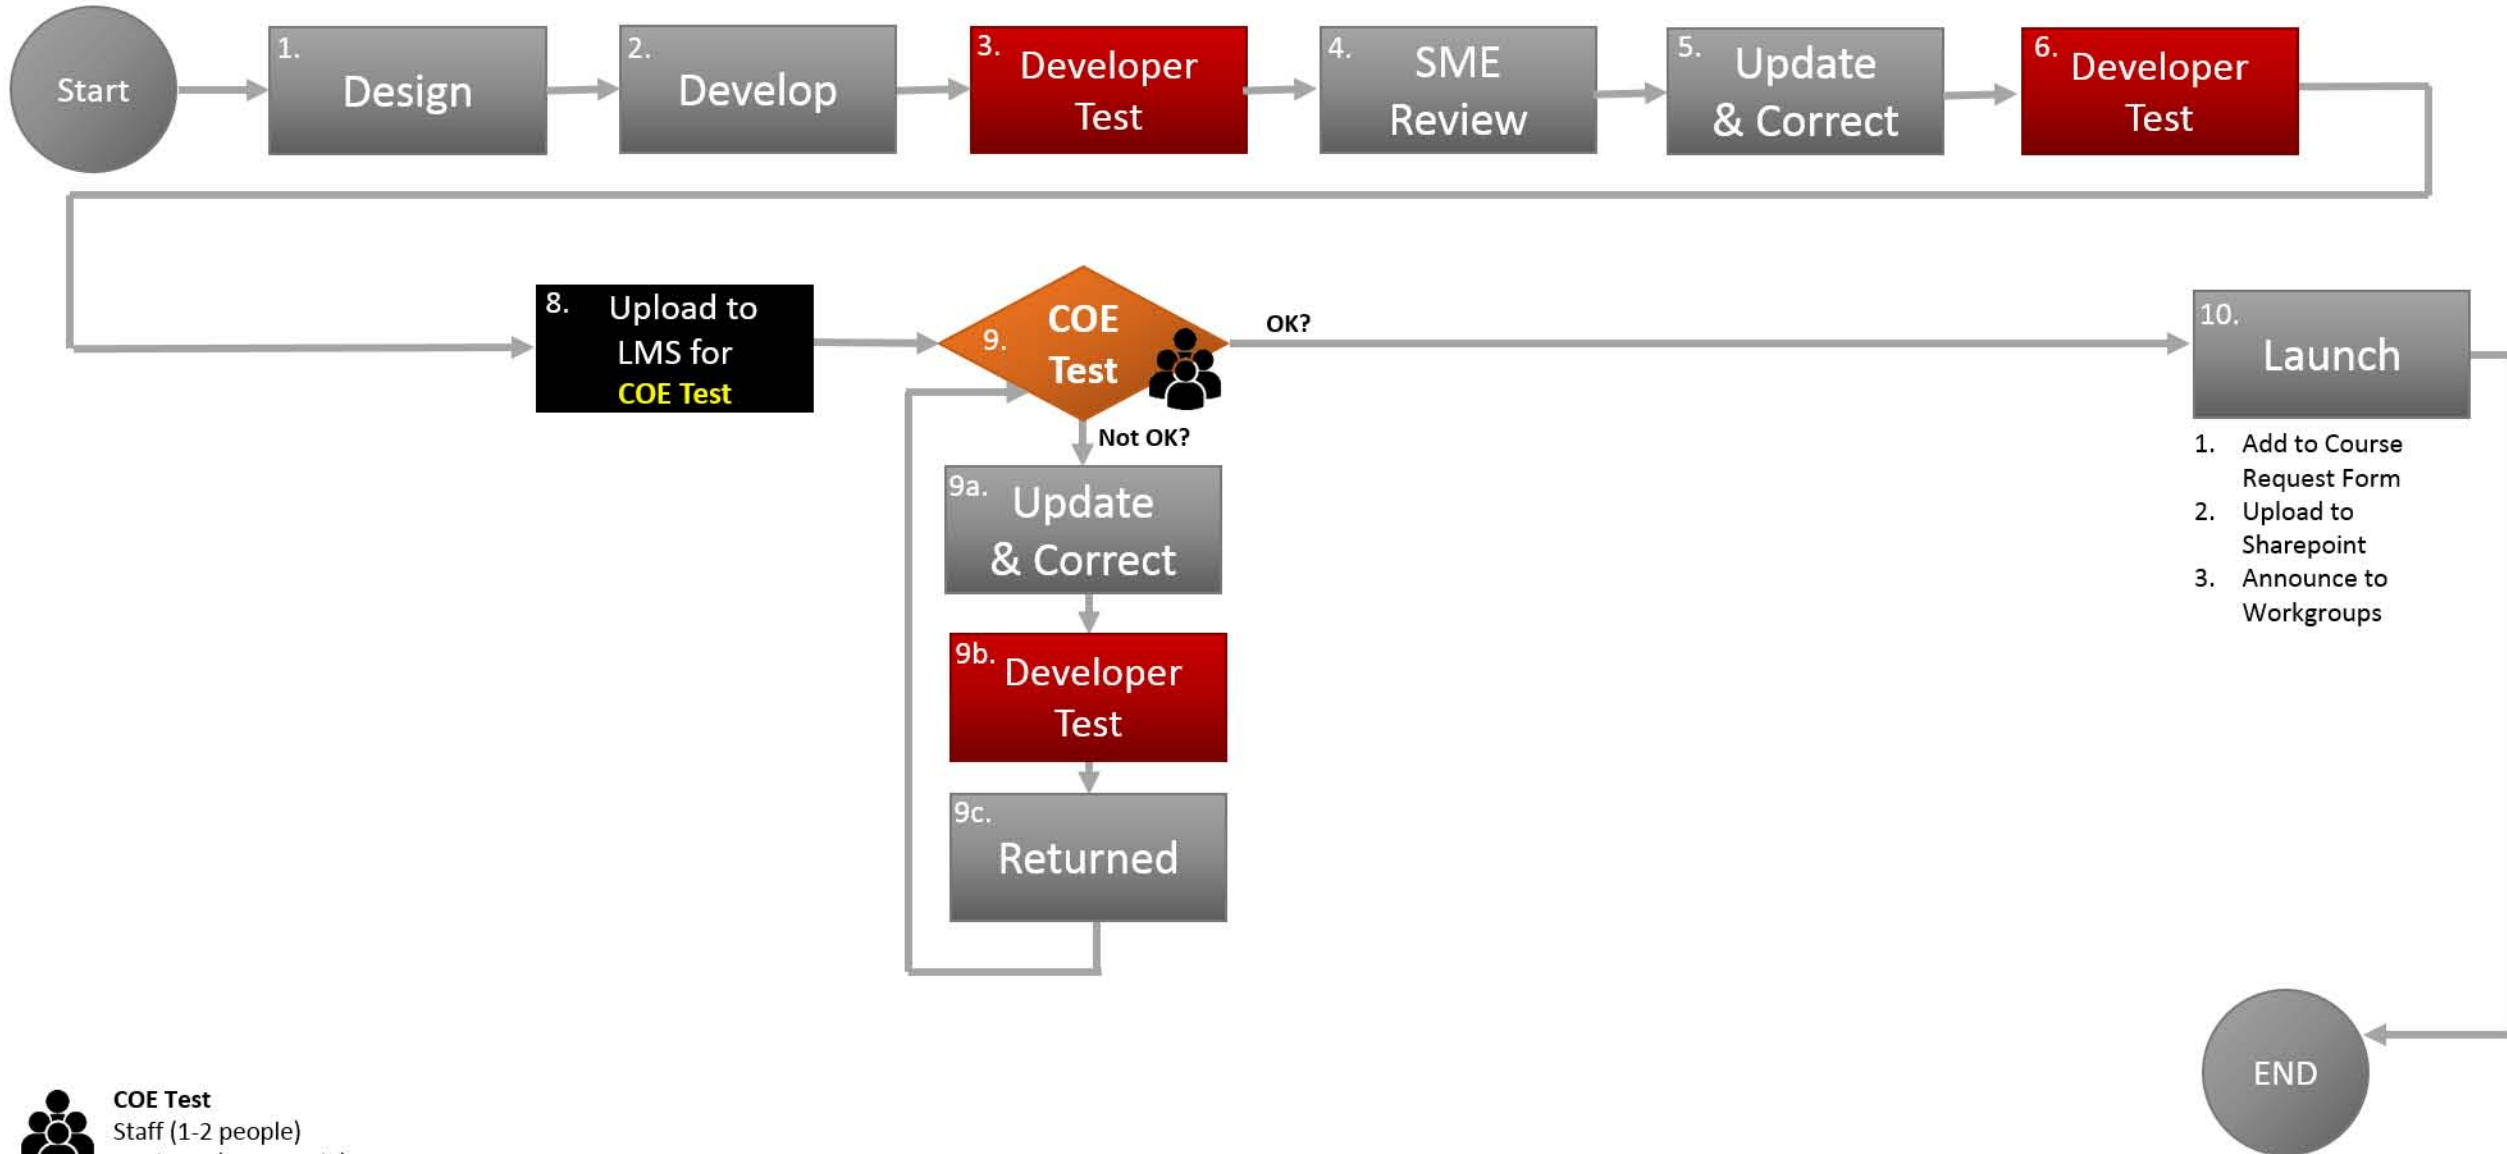 Start
1.
Design
2.
Develop
3.
Developer
Test
4.
SME
Review
5.
Update
& Correct
6.
Developer
Test
8.
Upload to
LMS for
COE Test
9.
COE
Test
OK?
Not OK?
9a.
Update
& Correct
9b.
Developer
Test
9c.
Returned
10.
Launch
1. Add to Course
Request Form
2. Upload to
Sharepoint
3. Announce to
Workgroups
END
COE Test
Staff (1-2 people)